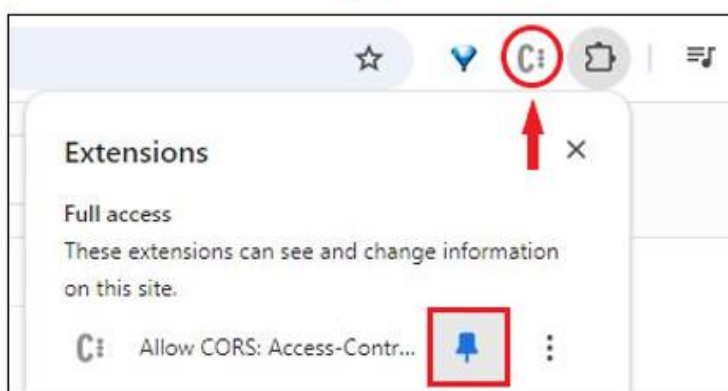 C:
Extensions
Full access
These extensions can see and change information
on this site.
C: Allow CORS: Access-Contr...